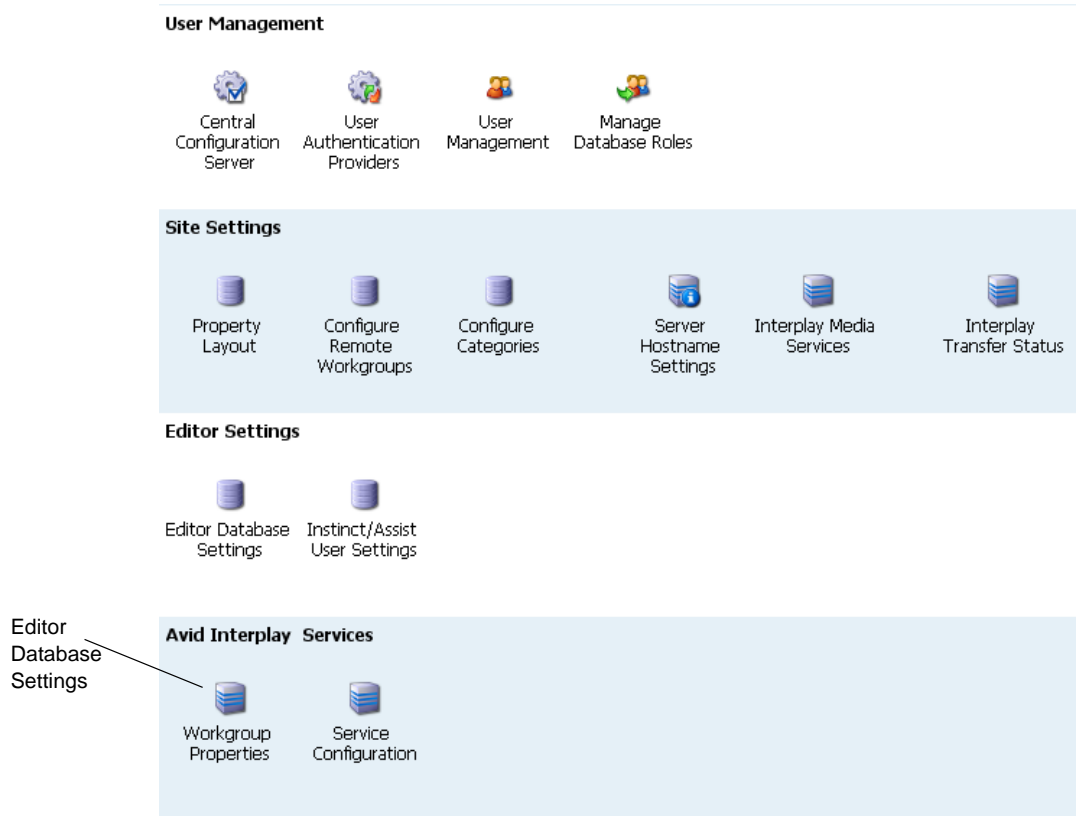 User Management
Central
Configuration
Server
User
Authentication
Providers
User
Management
Manage
Database Roles
Site Settings
Property
Layout
Configure
Remote
Workgroups
Configure
Categories
Server
Hostname
Settings
Interplay Media
Services
Interplay
Transfer Status
Editor Settings
Editor Database
Settings
Instinct/Assist
User Settings
Editor
Database
Settings
Avid Interplay Services
Workgroup
Properties
Service
Configuration